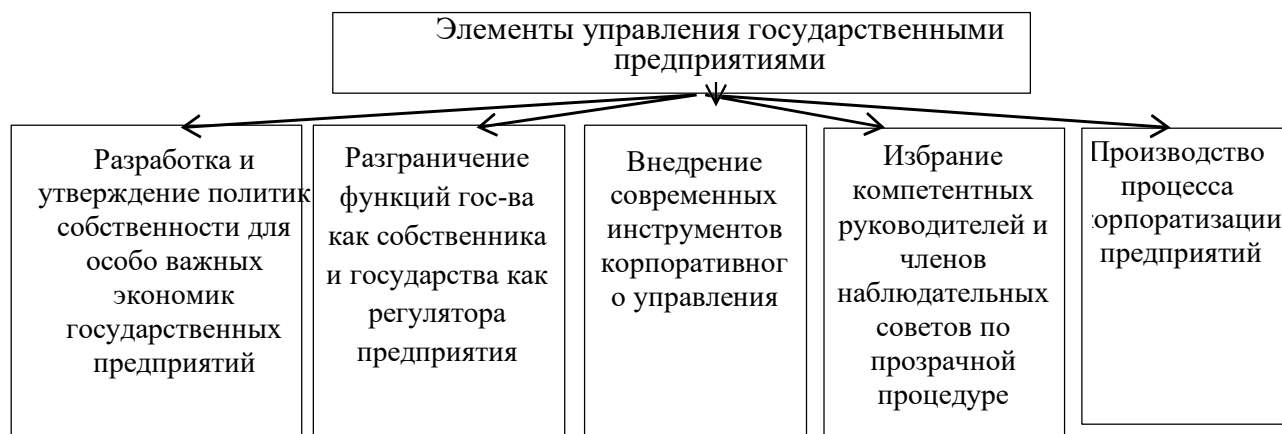 Элементы управления государственными
предприятиями
Разработка и
утверждение политик
собственности для
особо важных
экономик
государственных
предприятий
Разграничение
функций гос-ва
как собственника
и государства как
регулятора
предприятия
Внедрение
современных
инструментов
корпоративног
о управления
Избрание
компетентных
руководителей и
членов
наблюдательных
советов по
прозрачной
процедуре
Производство
процесса
корпоратизации
предприятий